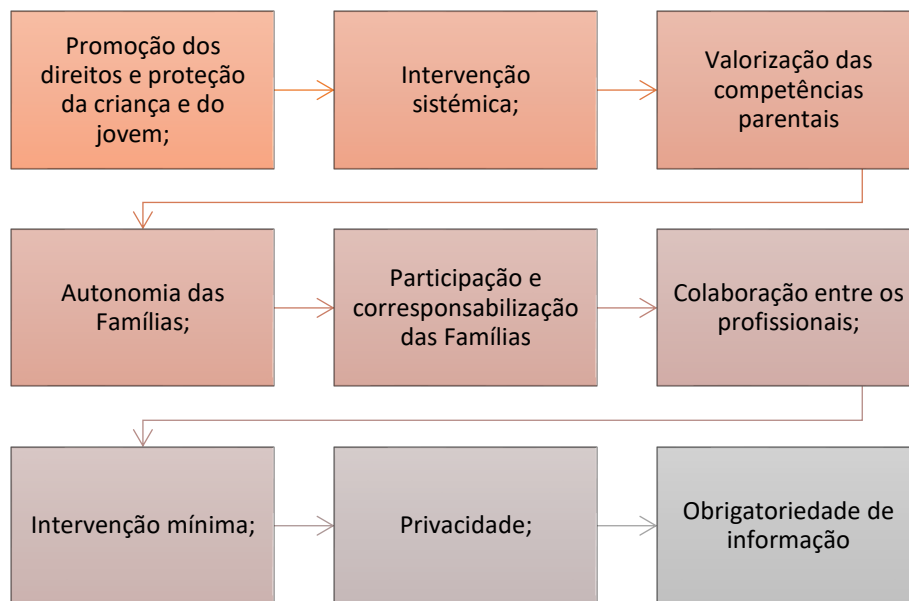 Promoção dos
direitos e proteção
da criança e do
jovem;
Intervenção
sistémica;
Valorização das
competências
parentais
Autonomia das
Famílias;
Participação e
corresponsabilização
das Famílias
Colaboração entre os
profissionais;
Intervenção mínima;
Privacidade;
Obrigatoriedade de
informação